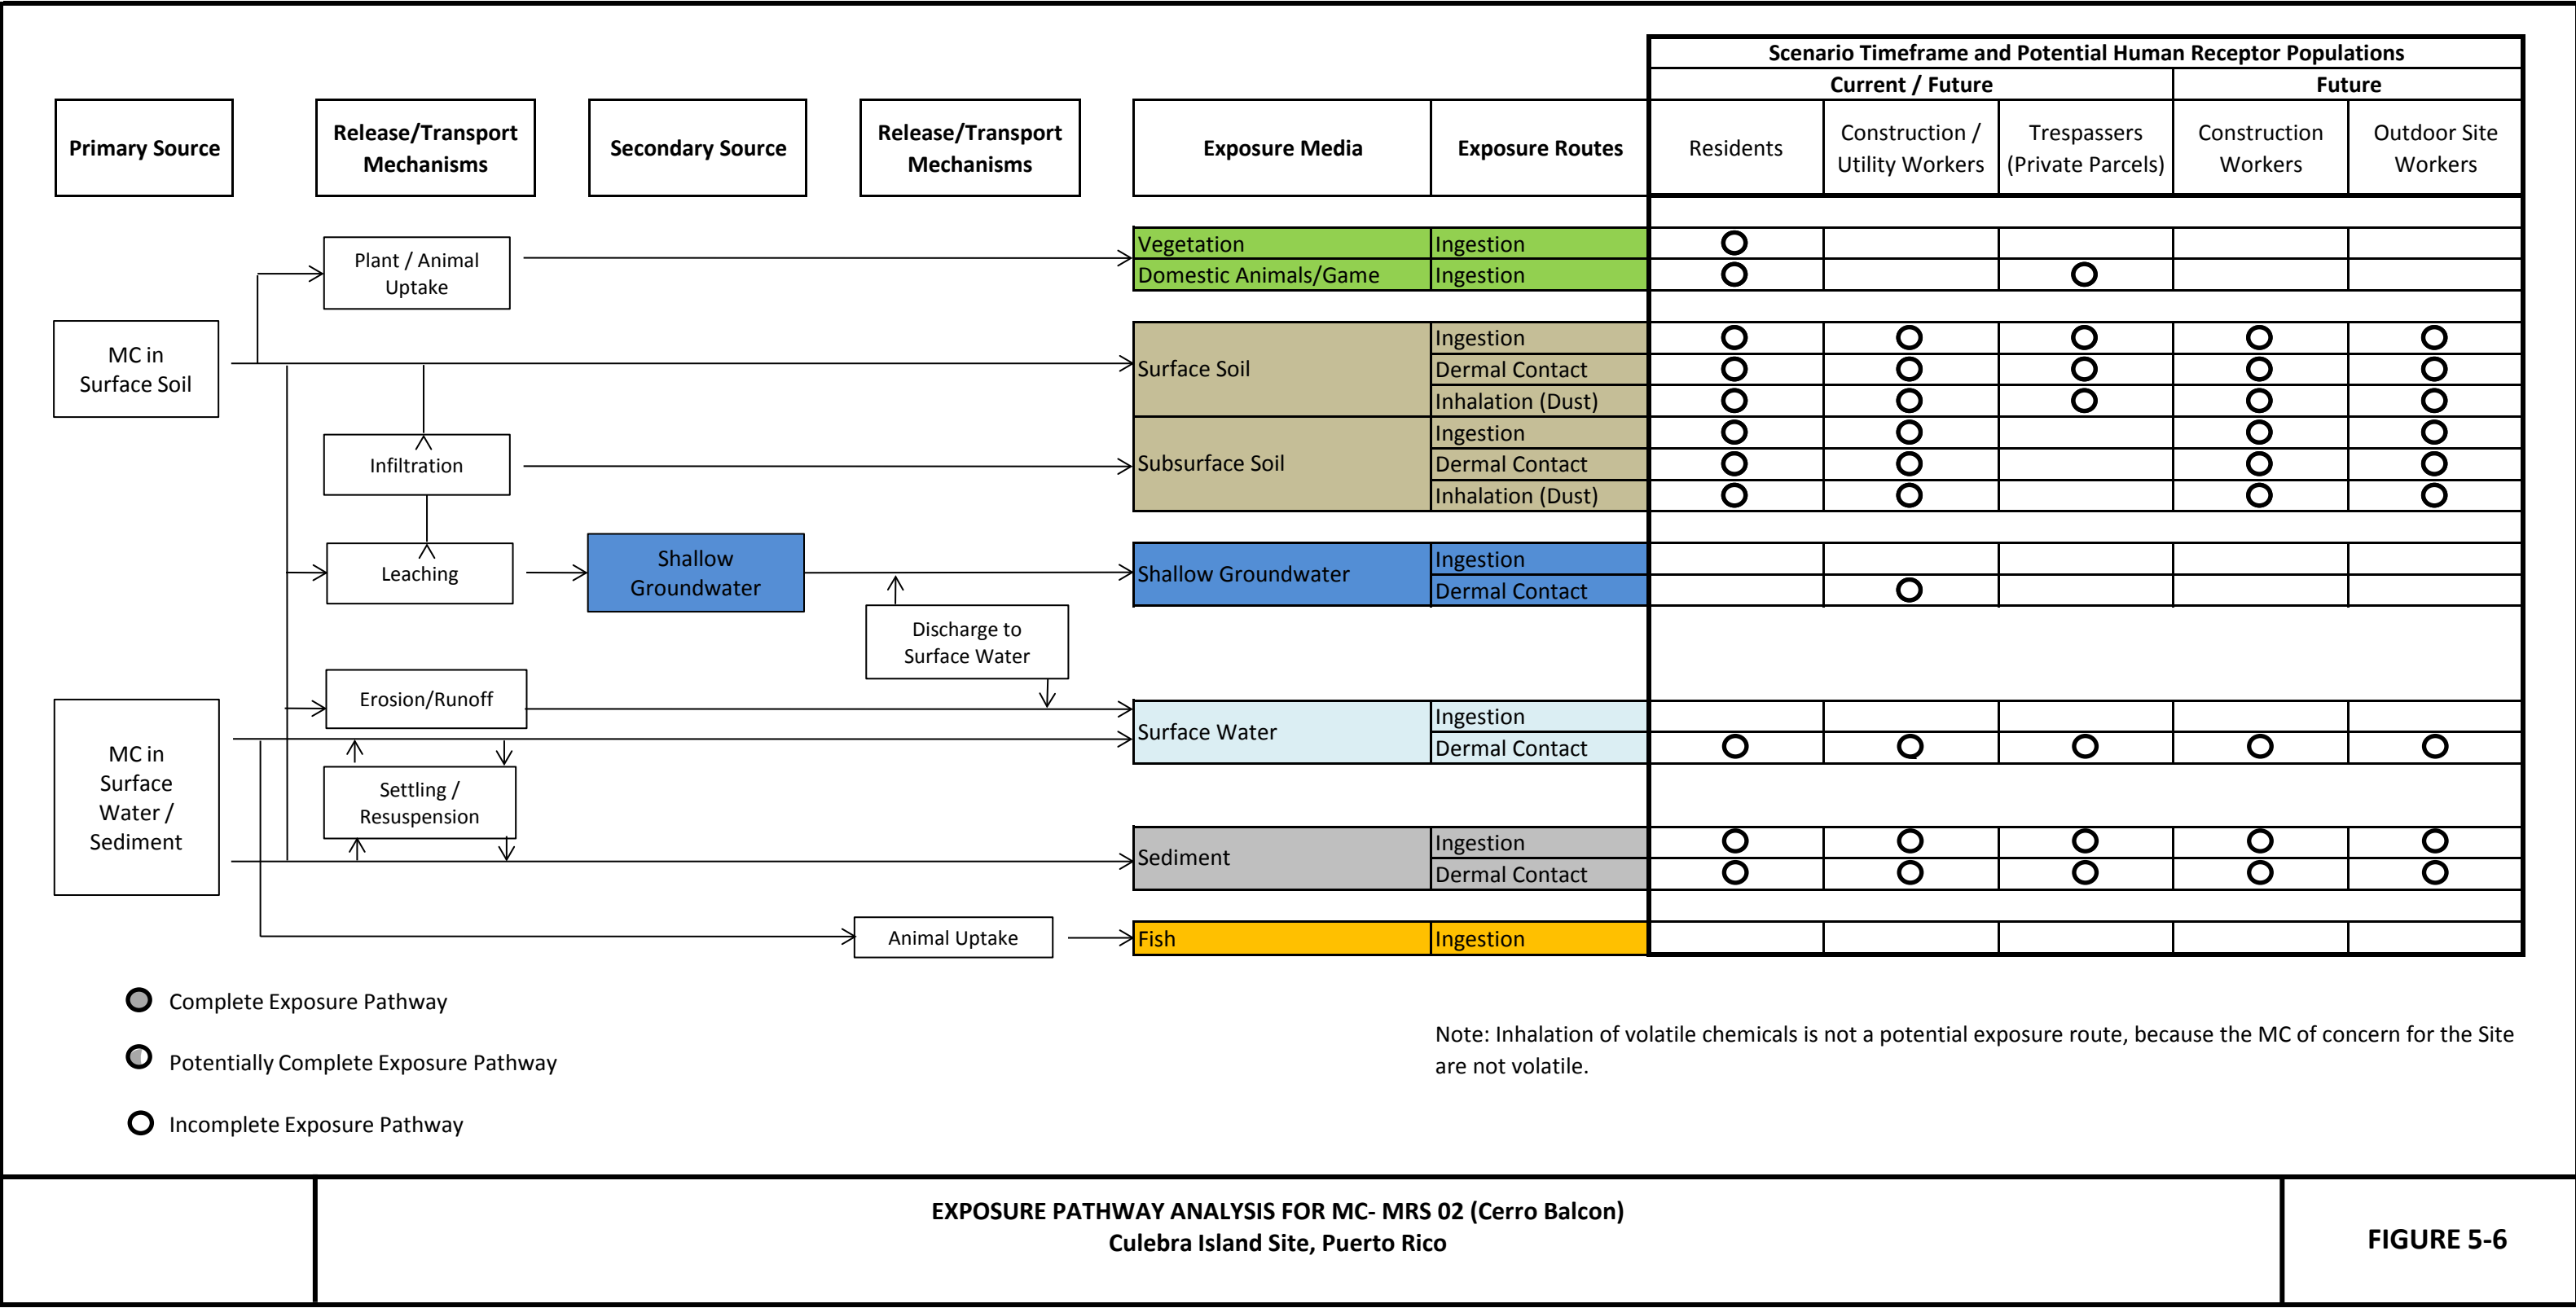 Scenario Timeframe and Potential Human Receptor Populations
Current / Future
Future
Primary Source
Release/Transport
Mechanisms
Secondary Source
Release/Transport
Mechanisms
Exposure Media
Exposure Routes
Residents
Construction /
Utility Workers
Trespassers
(Private Parcels)
Construction
Workers
Outdoor Site
Workers
Plant / Animal
Uptake
Vegetation
Ingestion
Domestic Animals/Game
Ingestion
MC in
Surface Soil
Surface Soil
Ingestion
Dermal Contact
Inhalation (Dust)
Infiltration
Subsurface Soil
Ingestion
Dermal Contact
Inhalation (Dust)
Leaching
Shallow
Groundwater
Shallow Groundwater
Ingestion
Dermal Contact
Discharge to
Surface Water
Erosion/Runoff
Surface Water
Ingestion
Dermal Contact
MC in
Surface
Water /
Sediment
Settling /
Resuspension
Sediment
Ingestion
Dermal Contact
Animal Uptake
Fish
Ingestion
Complete Exposure Pathway
Potentially Complete Exposure Pathway
Incomplete Exposure Pathway
Note: Inhalation of volatile chemicals is not a potential exposure route, because the MC of concern for the Site
are not volatile.
EXPOSURE PATHWAY ANALYSIS FOR MC- MRS 02 (Cerro Balcon)
Culebra Island Site, Puerto Rico
FIGURE 5-6